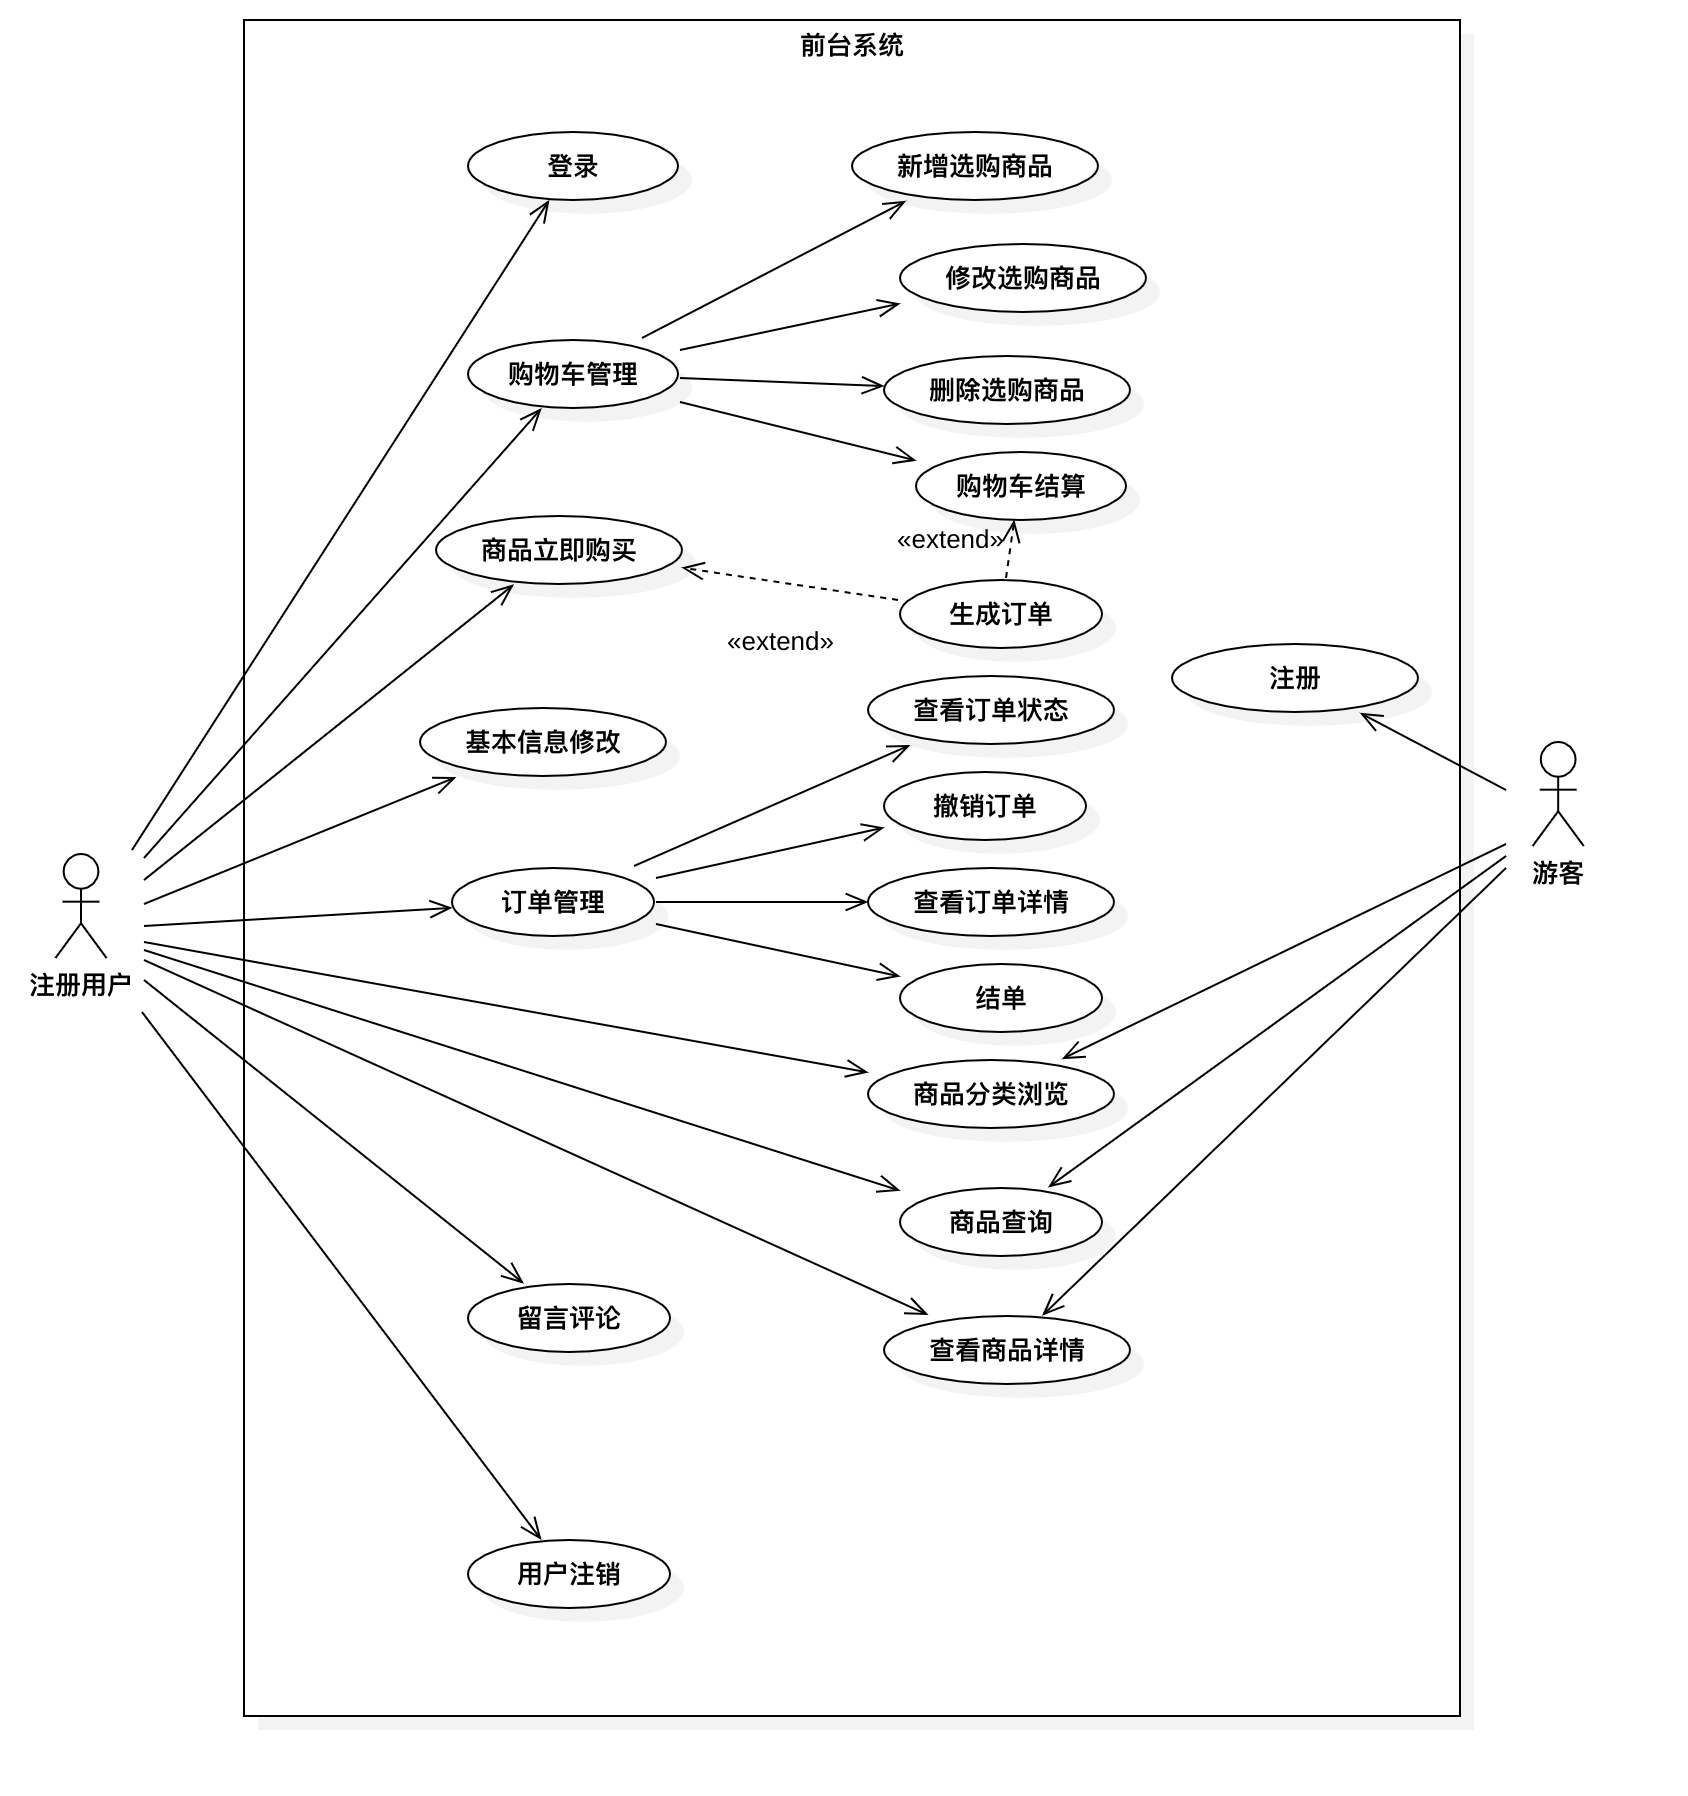 前台系统
登录
新增选购商品
修改选购商品
购物车管理
删除选购商品
购物车结算
«extend»
商品立即购买
生成订单
«extend»
注册
查看订单状态
基本信息修改
撤销订单
游客
订单管理
查看订单详情
注册用户
结单
商品分类浏览
商品查询
留言评论
查看商品详情
用户注销